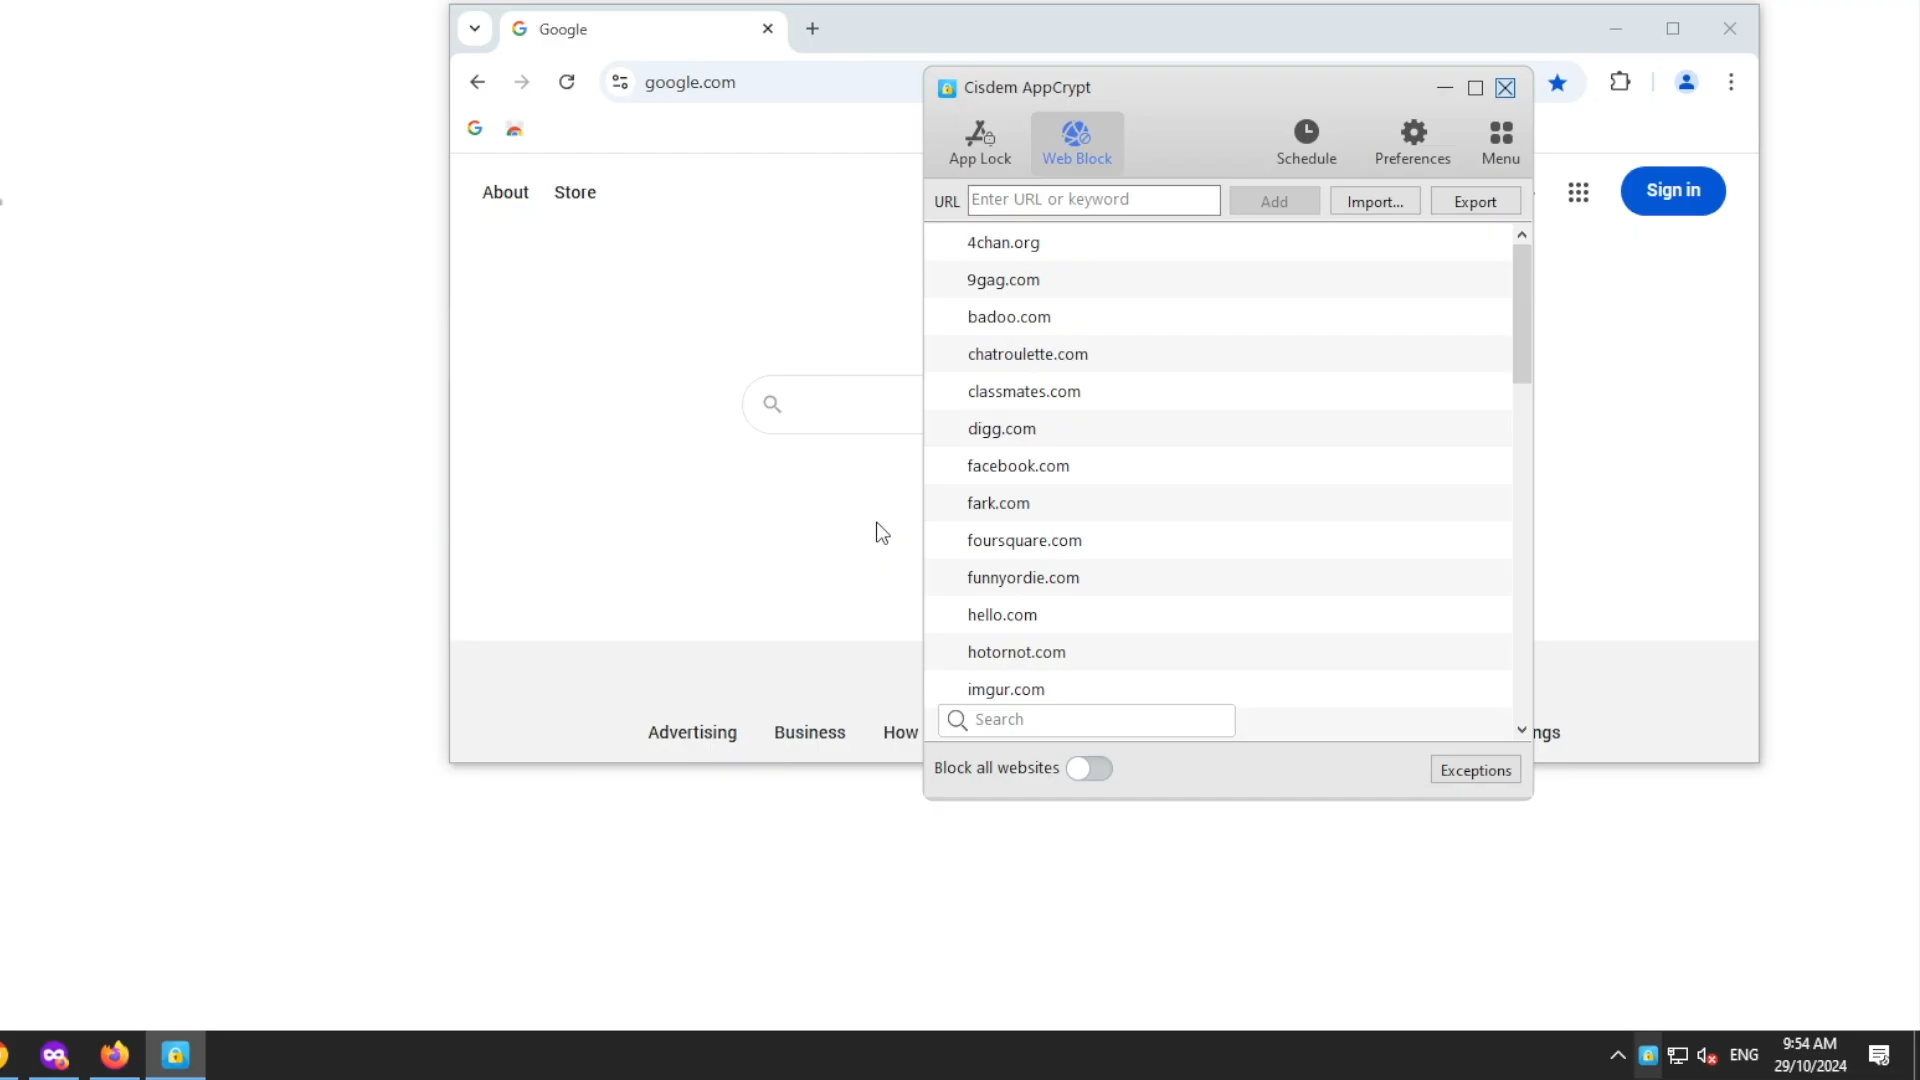 Google
google.com
Cisdem AppCrypt
App Lock
Web Block
Schedule
Preferences
Menu
About
Store
Sign in
URL
Enter URL or keyword
Add
Import...
Export
4chan.org
9gag.com
badoo.com
chatroulette.com
classmates.com
digg.com
facebook.com
fark.com
foursquare.com
funnyordie.com
hello.com
hotornot.com
imgur.com
Search
Advertising
Business
How
ngs
Block all websites
Exceptions
ENG
9:54 AM
29/10/2024